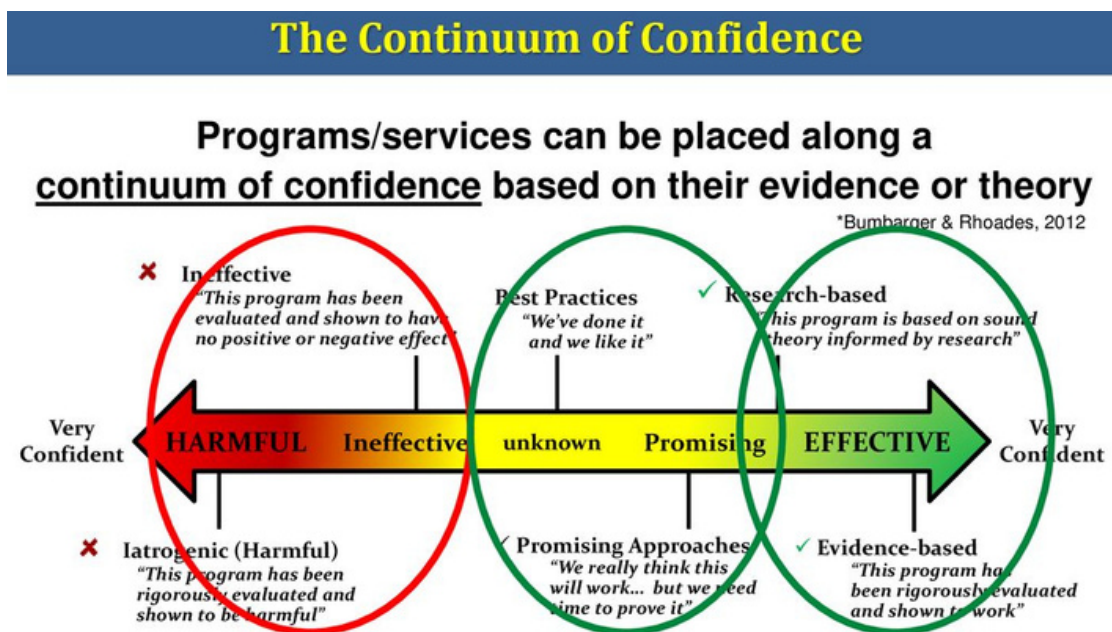 The Continuum of Confidence
Programs/services can be placed along a
continuum of confidence based on their evidence or theory
*Bumbarger & Rhoades, 2012
Ineffective
“This program has been
evaluated and shown to have
no positive or negative effect”
Best Practices
“We’ve done it
and we like it”
Research-based
“This program is based on sound
theory informed by research”
Very
Confident
HARMFUL
Ineffective
unknown
Promising
EFFECTIVE
Very
Confident
Iatrogenic (Harmful)
“This program has been
rigorously evaluated and
shown to be harmful”
Promising Approaches
“We really think this
will work... but we need
time to prove it”
Evidence-based
“This program has
been rigorously evaluated
and shown to work”